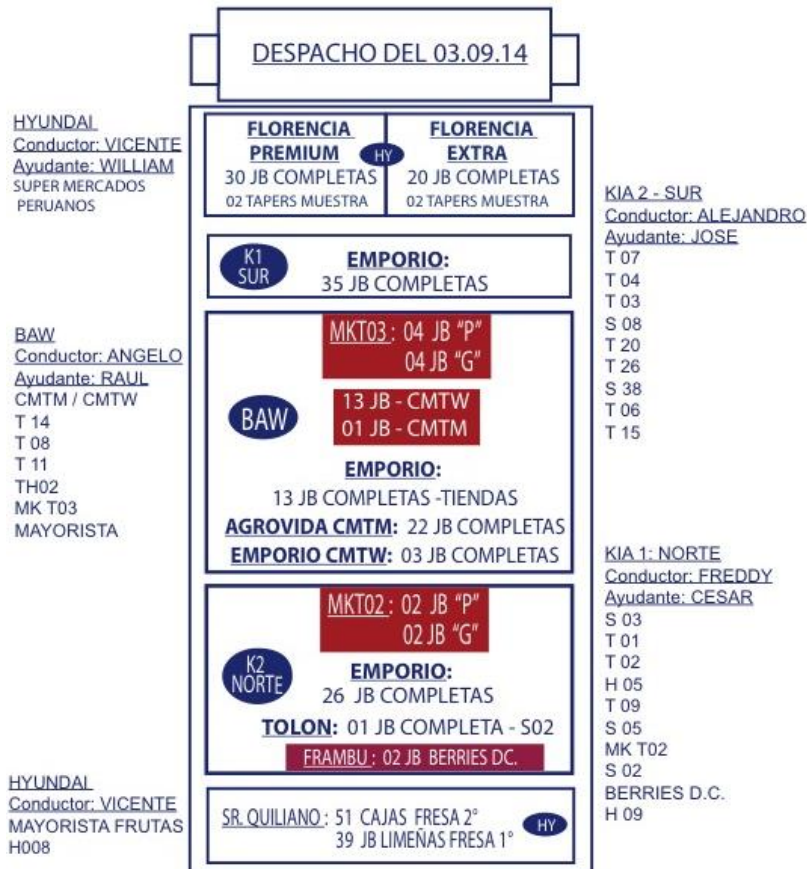 DESPACHO DEL 03.09.14
HYUNDAI
Conductor: VICENTE
Ayudante: WILLIAM
SUPER MERCADOS
PERUANOS
FLORENCIA
PREMIUM
30 JB COMPLETAS
02 TAPERS MUESTRA
HY
FLORENCIA
EXTRA
20 JB COMPLETAS
02 TAPERS MUESTRA
K1
SUR
EMPORIO:
35 JB COMPLETAS
KIA 2 - SUR
Conductor: ALEJANDRO
Ayudante: JOSE
T 07
T 04
T 03
S 08
T 20
T 26
S 38
T 06
T 15
BAW
Conductor: ANGELO
Ayudante: RAUL
CMTM / CMTW
T 14
T 08
T 11
TH02
MK T03
MAYORISTA
BAW
MKT03: 04 JB "P"
04 JB "G"
13 JB - CMTW
01 JB - CMTM
EMPORIO:
13 JB COMPLETAS -TIENDAS
AGROVIDA CMTM: 22 JB COMPLETAS
EMPORIO CMTW: 03 JB COMPLETAS
KIA 1: NORTE
Conductor: FREDDY
Ayudante: CESAR
S 03
T 01
T 02
H 05
T 09
S 05
MK T02
S 02
BERRIES D.C.
H 09
K2
NORTE
MKT02: 02 JB "P"
02 JB "G"
EMPORIO:
26 JB COMPLETAS
TOLON: 01 JB COMPLETA - S02
FRAMBU: 02 JB BERRIES DC.
HYUNDAI
Conductor: VICENTE
MAYORISTA FRUTAS
H008
SR. QUILIANO: 51 CAJAS FRESA 2°
39 JB LIMEÑAS FRESA 1°
HY